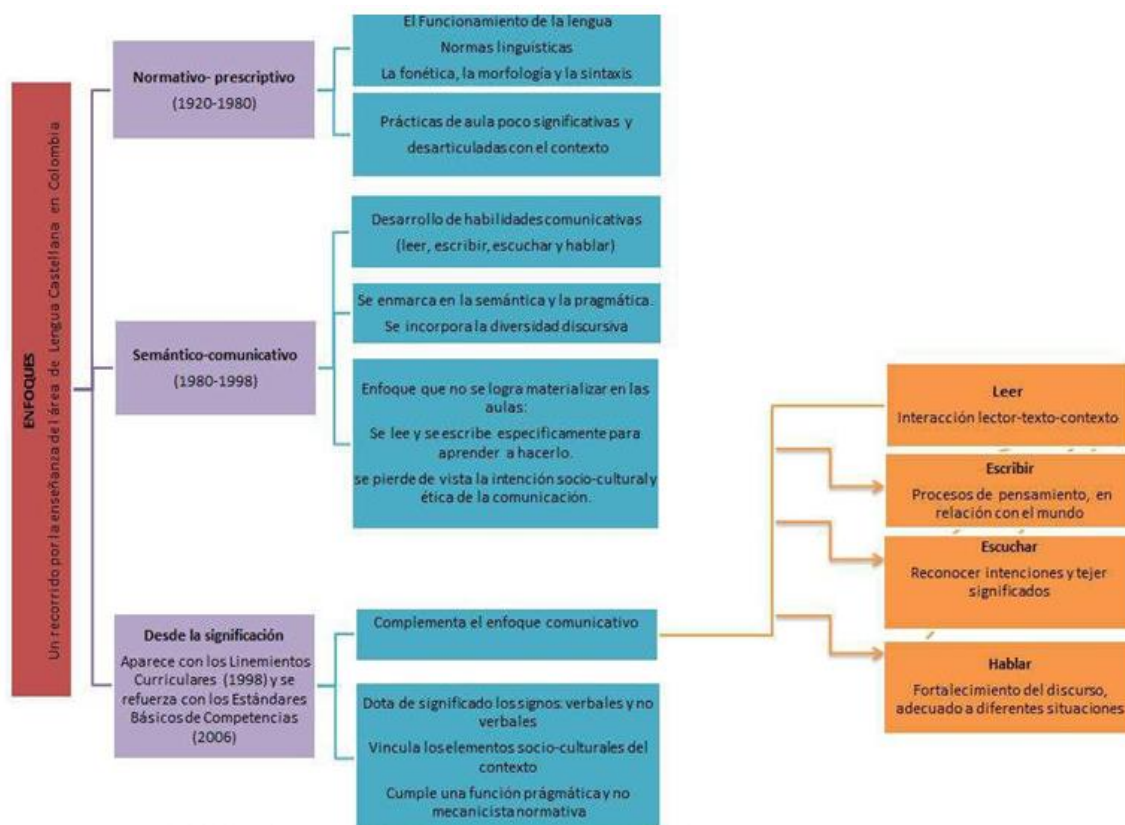 ENFOQUES
Un recorrido por la enseñanza del área de Lengua Castellana en Colombia
Normativo- prescriptivo
(1920-1980)
El Funcionamiento de la lengua
Normas linguísticas
La fonética, la morfología y la sintaxis
Prácticas de aula poco significativas y
desarticuladas con el contexto
Semántico-comunicativo
(1980-1998)
Desarrollo de habilidades comunicativas
(leer, escribir, escuchar y hablar)
Se enmarca en la semántica y la pragmática.
Se incorpora la diversidad discursiva
Enfoque que no se logra materializar en las
aulas:
Se lee y se escribe especificamente para
aprender a hacerlo.
se pierde de vista la intención socio-cultural y
ética de la comunicación.
Desde la significación
Aparece con los Linemientos
Curriculares (1998) y se
refuerza con los Estándares
Básicos de Competencias
(2006)
Complementa el enfoque comunicativo
Dota de significado los signos: verbales y no
verbales
Vincula los elementos socio-culturales del
contexto
Cumple una función prágmática y no
mecanicista normativa
Leer
Interacción lector-texto-contexto
Escribir
Procesos de pensamiento, en
relación con el mundo
Escuchar
Reconocer intenciones y tejer
significados
Hablar
Fortalecimiento del discurso,
adecuado a diferentes situaciones